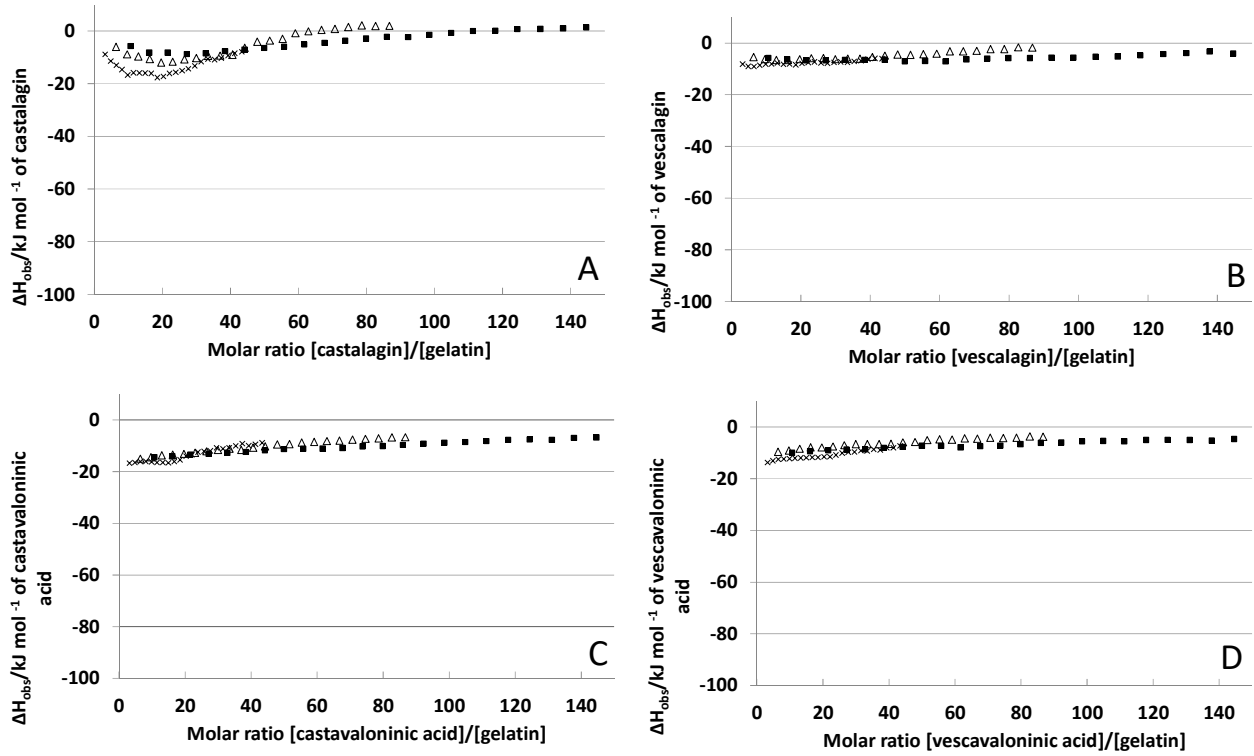 0
-20
-40
-60
-80
-100
ΔHobs/kJ mol -1 of castalagin
A
0 20 40 60 80 100 120 140
Molar ratio [castalagin]/[gelatin]
0
-20
-40
-60
-80
-100
ΔHobs/kJ mol -1 of vescalagin
B
0 20 40 60 80 100 120 140
Molar ratio [vescalagin]/[gelatin]
0
-20
-40
-60
-80
-100
ΔHobs/kJ mol -1 of castavaloninic
acid
C
0 20 40 60 80 100 120 140
Molar ratio [castavaloninic acid]/[gelatin]
0
-20
-40
-60
-80
-100
ΔHobs/kJ mol -1 of vescavaloninic
acid
D
0 20 40 60 80 100 120 140
Molar ratio [vescavaloninic acid]/[gelatin]